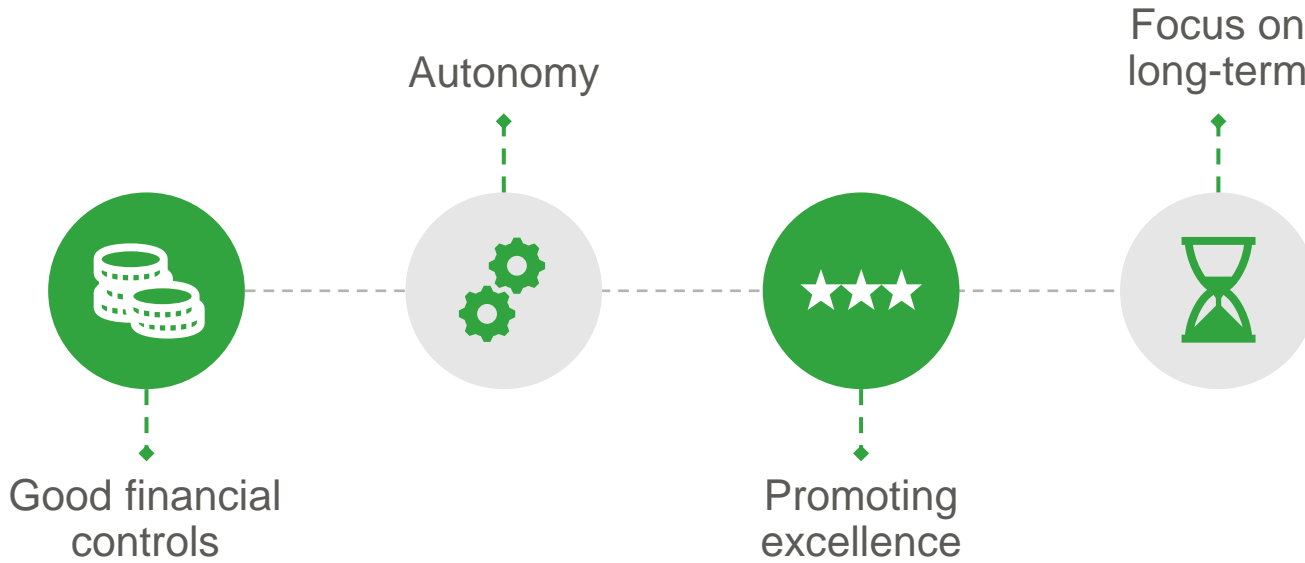 Focus on
long-term
Autonomy
Good financial
controls
Promoting
excellence